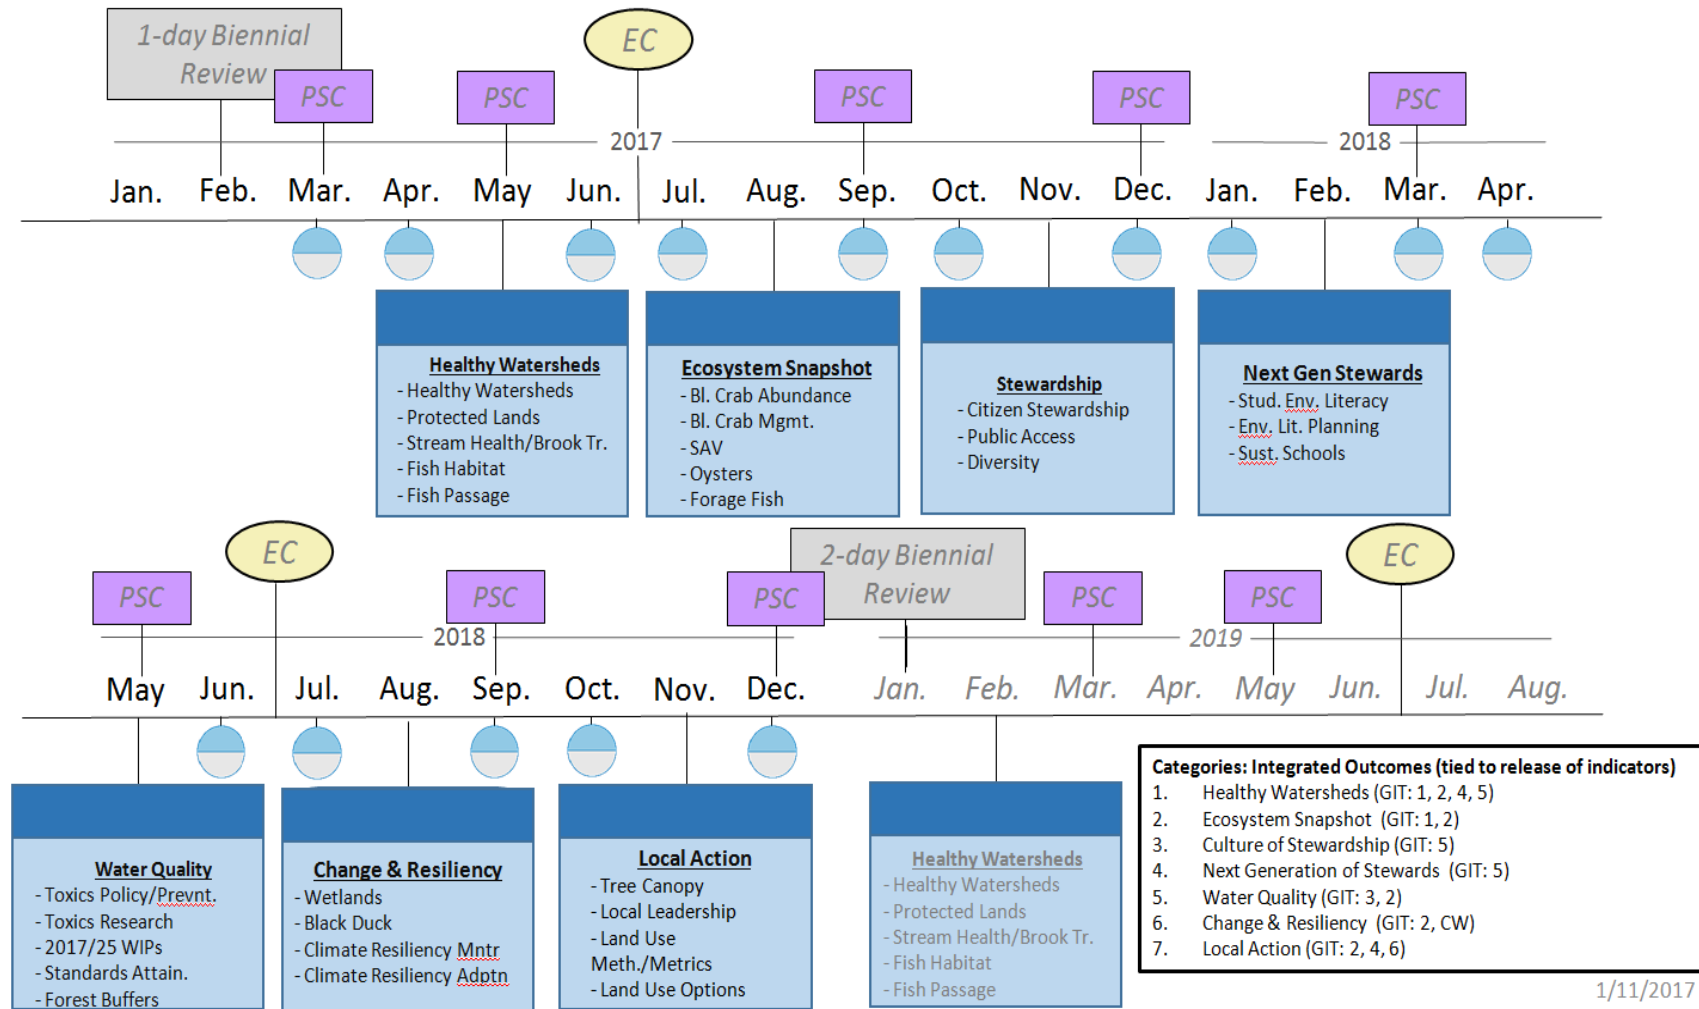 1-day Biennial
Review
EC
PSC
PSC
PSC
PSC
PSC
2017
2018
Jan. Feb. Mar. Apr. May Jun. Jul. Aug. Sep. Oct. Nov. Dec. Jan. Feb. Mar. Apr.
Healthy Watersheds
- Healthy Watersheds
- Protected Lands
- Stream Health/Brook Tr.
- Fish Habitat
- Fish Passage
Ecosystem Snapshot
- Bl. Crab Abundance
- Bl. Crab Mgmt.
- SAV
- Oysters
- Forage Fish
Stewardship
- Citizen Stewardship
- Public Access
- Diversity
Next Gen Stewards
- Stud. Env. Literacy
- Env. Lit. Planning
- Sust. Schools
EC
2-day Biennial
Review
EC
PSC
PSC
PSC
PSC
PSC
2018
2019
May Jun. Jul. Aug. Sep. Oct. Nov. Dec. Jan. Feb. Mar. Apr. May Jun. Jul. Aug.
Water Quality
- Toxics Policy/Prevnt.
- Toxics Research
- 2017/25 WIPs
- Standards Attain.
- Forest Buffers
Change & Resiliency
- Wetlands
- Black Duck
- Climate Resiliency Mntr
- Climate Resiliency Adptn
Local Action
- Tree Canopy
- Local Leadership
- Land Use
Meth./Metrics
- Land Use Options
Healthy Watersheds
- Healthy Watersheds
- Protected Lands
- Stream Health/Brook Tr.
- Fish Habitat
- Fish Passage
Categories: Integrated Outcomes (tied to release of indicators)
1. Healthy Watersheds (GIT: 1, 2, 4, 5)
2. Ecosystem Snapshot (GIT: 1, 2)
3. Culture of Stewardship (GIT: 5)
4. Next Generation of Stewards (GIT: 5)
5. Water Quality (GIT: 3, 2)
6. Change & Resiliency (GIT: 2, CW)
7. Local Action (GIT: 2, 4, 6)
1/11/2017